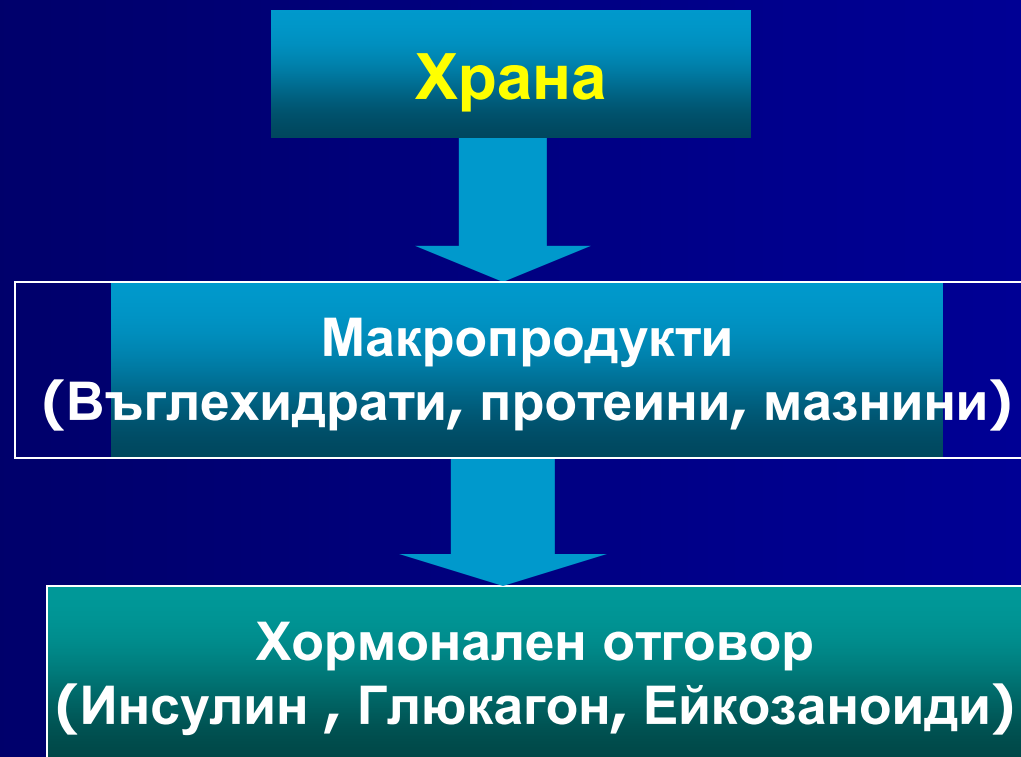 Храна
Макропродукти
(Въглехидрати, протеини, мазнини)
Хормонален отговор
(Инсулин , Глюкагон, Ейкозаноиди)